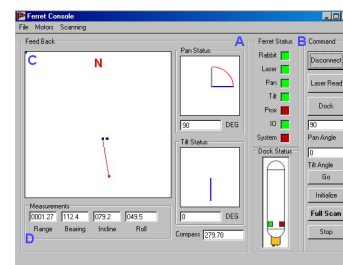 Ferret Console
File Motors Scanning
Feed Back
A
Ferret Status
B
Command
C
N
Pan Status
90 DEG
Tilt Status
0 DEG
Compass 279.78
Rabbit
Laser
Pan
Tilt
Prox
IO
System
Dock Status
Disconnect
Laser Read
Dock
90
Pan Angle
0
Tilt Angle
Go
Initialize
Full Scan
Stop
Measurements
0001.27 112.4 079.2 049.5
Range Bearing Incline Roll
D